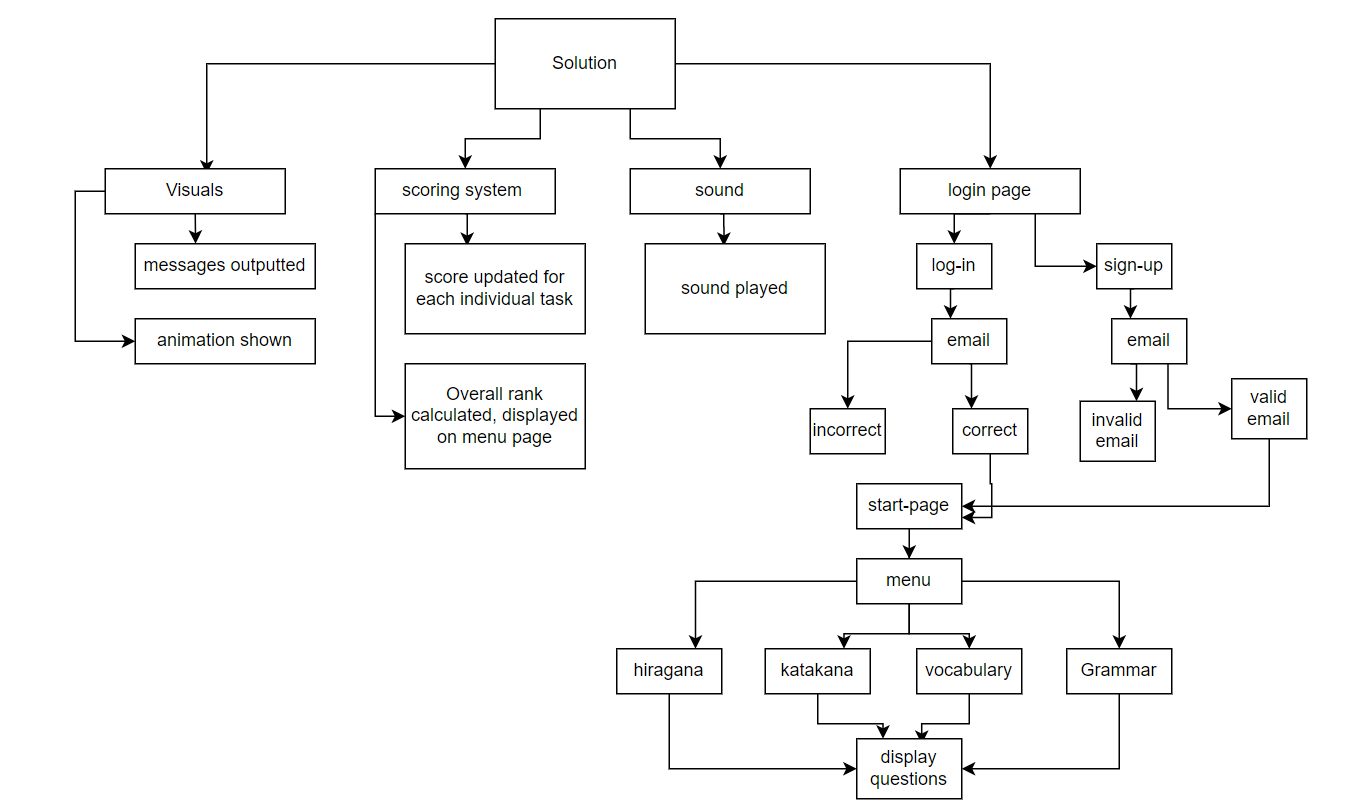 Solution
Visuals
scoring system
sound
login page
messages outputted
score updated for
each individual task
sound played
log-in
sign-up
animation shown
email
email
Overall rank
calculated, displayed
on menu page
incorrect
correct
invalid
email
valid
email
start-page
menu
hiragana
katakana
vocabulary
Grammar
display
questions